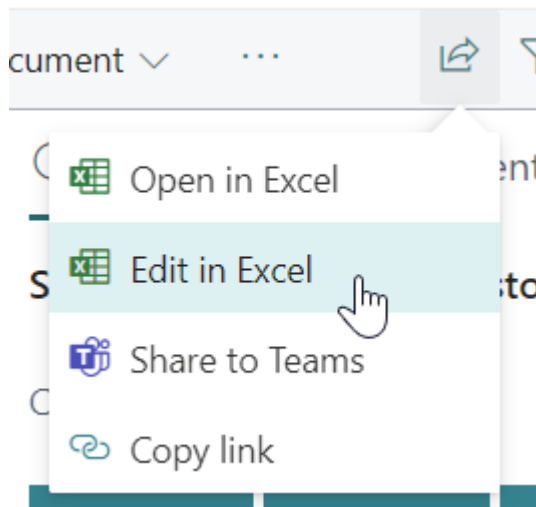 cument
...
Open in Excel
Edit in Excel
Share to Teams
Copy link